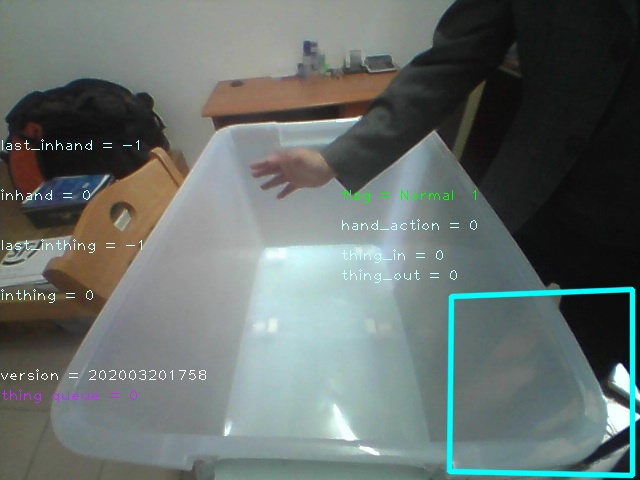 last_inhand = -1
inhand = 0
flag = Normal 1
hand_action = 0
last_inthing = -1
thing_in = 0
thing_out = 0
inthing = 0
version = 202003201758
thing queue = 0